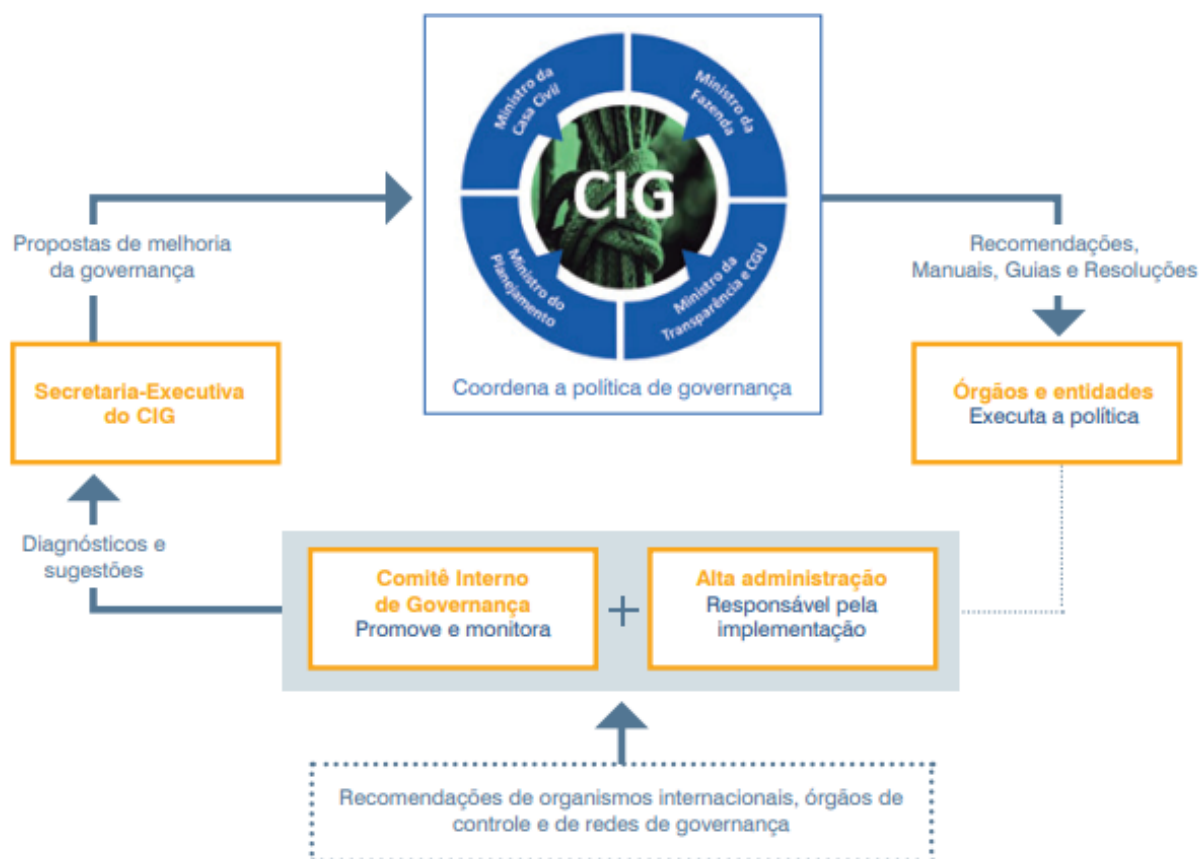 Ministro da
Casa Civil
Ministro da
Fazenda
CIG
Ministro do
Planejamento
Ministro da
Transparência e CGU
Coordena a política de governança
Propostas de melhoria
da governança
Recomendações,
Manuais, Guias e Resoluções
Secretaria-Executiva
do CIG
Órgãos e entidades
Executa a política
Diagnósticos e
sugestões
Comitê Interno
de Governança
Promove e monitora
+
Alta administração
Responsável pela
implementação
Recomendações de organismos internacionais, órgãos de
controle e de redes de governança